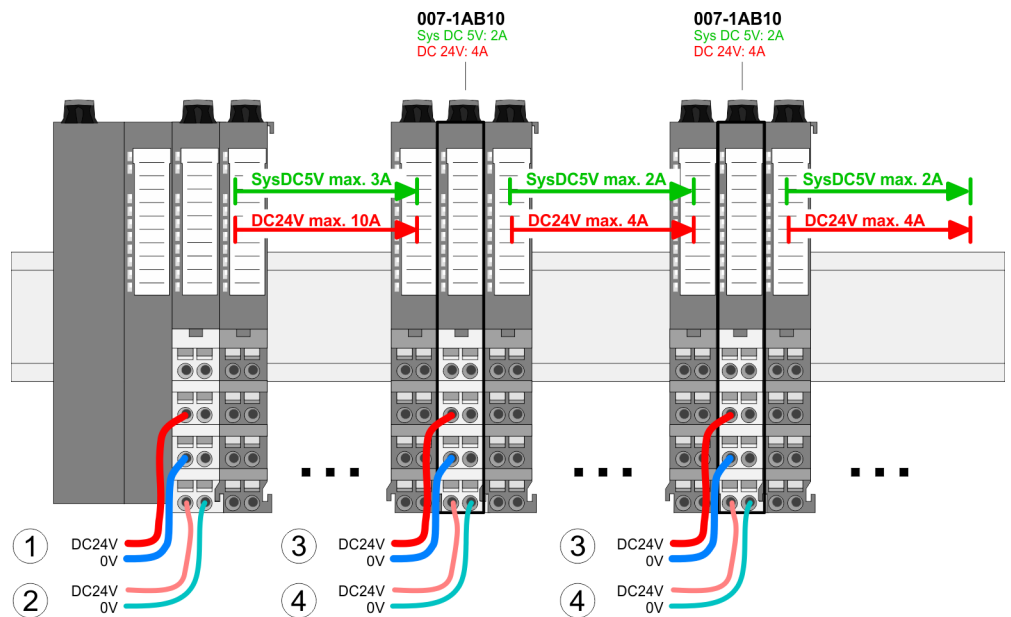 007-1AB10
Sys DC 5V: 2A
DC 24V: 4A
007-1AB10
Sys DC 5V: 2A
DC 24V: 4A
SysDC5V max. 3A
SysDC5V max. 2A
SysDC5V max. 2A
DC24V max. 10A
DC24V max. 4A
DC24V max. 4A
1 DC24V
0V
3 DC24V
0V
3 DC24V
0V
2 DC24V
0V
4 DC24V
0V
4 DC24V
0V